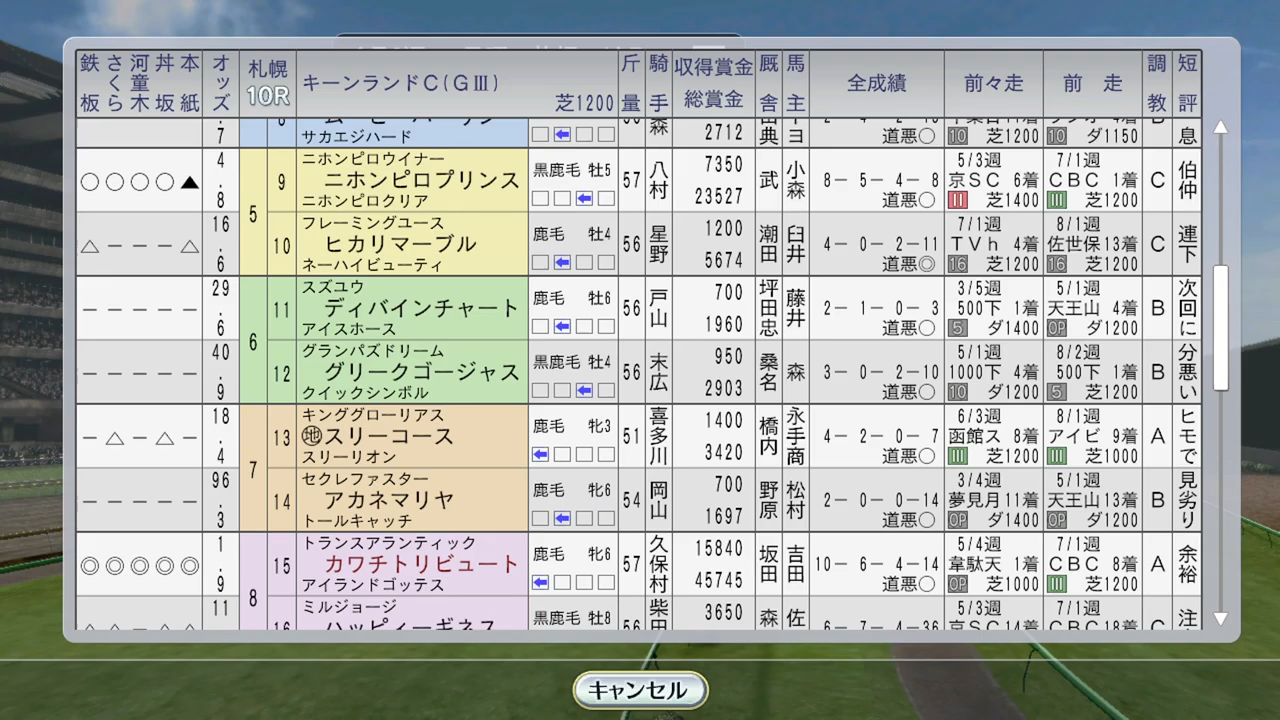 鉄板 さくら 河童木 丼坂 本紙 オッズ 札幌 10R キーンランドC(GⅢ) 芝1200 斤量 騎手 収得賞金 総賞金 厩舎 馬主 全成績 前々走 前走 調教 短評
.7 サカエジハード ← 森 2712 典 ヨ 道悪○ 10 芝1200 10 ダ1150 息
○○○○▲ 4.8 5 9 ニホンピロウイナー 黒鹿毛 牡5 57 八村 7350 武 小森 8-5-4-8 5/3週 7/1週 C 伯仲
ニホンピロプリンス 京SC 6着 CBC 1着
ニホンピロクリア ← 23527 道悪○ II 芝1400 III 芝1200
△---△ 16.6 10 フレーミングユース 鹿毛 牡4 56 星野 1200 潮田 臼井 4-0-2-11 7/1週 8/1週 C 連下
ヒカリマーブル TVh 4着 佐世保13着
ネーハイビューティ ← 5674 道悪◎ 16 芝1200 16 芝1200
----- 29.6 6 11 スズユウ 鹿毛 牡6 56 戸山 700 坪田忠 藤井 2-1-0-3 3/5週 5/1週 B 次回に
ディバインチャート 500下 1着 天王山 4着
アイスホース ← 1960 道悪○ 5 ダ1400 OP ダ1200
----- 40.9 12 グランパズドリーム 黒鹿毛 牡4 56 末広 950 桑名 森 3-0-2-10 5/1週 8/2週 B 分悪い
グリークゴージャス 1000下 4着 500下 1着
クイックシンボル ← 2903 道悪○ 10 ダ1200 5 芝1200
-△-△- 18.4 7 13 キンググローリアス 鹿毛 牝3 51 喜多川 1400 橋内 永手商 4-2-0-7 6/3週 8/1週 A ヒモで
地スリーコース 函館ス 8着 アイビ 9着
スリーリオン ← 3420 道悪○ III 芝1200 III 芝1000
----- 96.3 14 セクレファスター 鹿毛 牝6 54 岡山 700 野原 松村 2-0-0-14 3/4週 5/1週 B 見劣り
アカネマリヤ 夢見月11着 天王山13着
トールキャッチ ← 1697 道悪○ OP ダ1400 OP ダ1200
◎◎◎◎◎ 1.9 8 15 トランスアランティック 鹿毛 牝6 57 久保村 15840 坂田 吉田 10-6-4-14 5/4週 7/1週 A 余裕
カワチトリビュート 韋駄天 1着 CBC 8着
アイランドゴッテス ← 45745 道悪○ OP 芝1000 III 芝1200
11 16 ミルジョージ 黒鹿毛 牡8 56 柴田 3650 森 佐 6-7-4-36 5/3週 7/1週 C 注
ハッピィーギネス 京SC14着 CBC18着
キャンセル